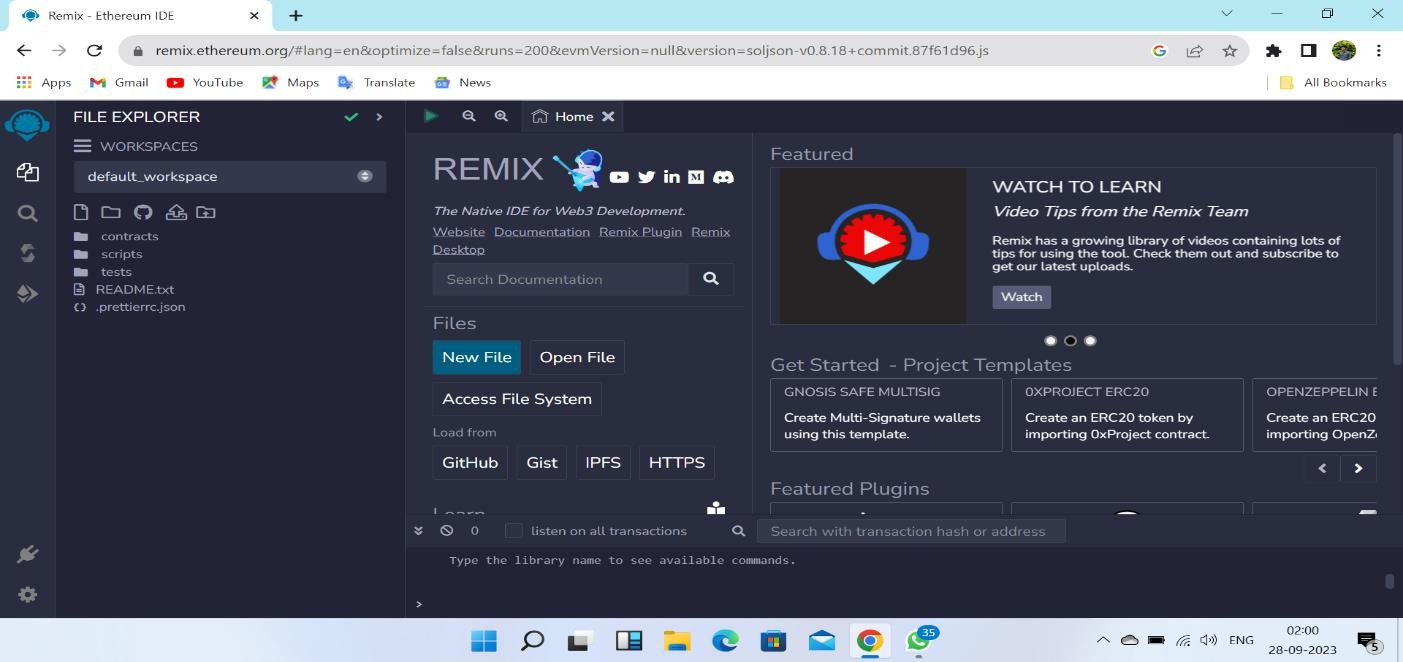 Remix - Ethereum IDE
remix.ethereum.org/#lang=en&optimize=false&runs=200&evmVersion=null&version=soljson-v0.8.18+commit.87f61d96.js
Apps Gmail YouTube Maps Translate News All Bookmarks
FILE EXPLORER
WORKSPACES
default_workspace
contracts
scripts
tests
README.txt
.prettierrc.json
Home
REMIX
The Native IDE for Web3 Development.
Website Documentation Remix Plugin Remix
Desktop
Search Documentation
Files
New File Open File
Access File System
Load from
GitHub Gist IPFS HTTPS
Learn
Featured
WATCH TO LEARN
Video Tips from the Remix Team
Remix has a growing library of videos containing lots of
tips for using the tool. Check them out and subscribe to
get our latest uploads.
Watch
Get Started - Project Templates
GNOSIS SAFE MULTISIG
Create Multi-Signature wallets
using this template.
0XPROJECT ERC20
Create an ERC20 token by
importing 0xProject contract.
OPENZEPPELIN E
Create an ERC20
importing OpenZ
Featured Plugins
0 listen on all transactions Search with transaction hash or address
Type the library name to see available commands.
>
35
ENG
02:00
28-09-2023
5